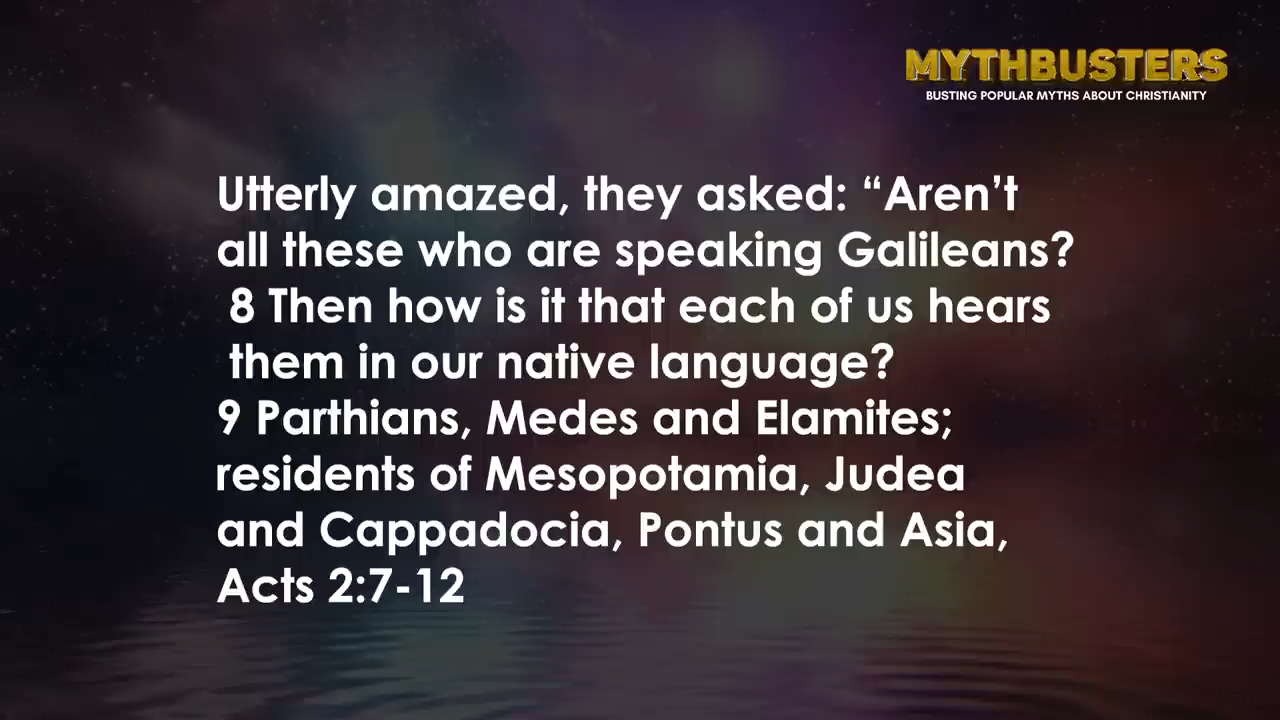 MYTHBUSTERS
BUSTING POPULAR MYTHS ABOUT CHRISTIANITY
Utterly amazed, they asked: “Aren’t
all these who are speaking Galileans?
8 Then how is it that each of us hears
them in our native language?
9 Parthians, Medes and Elamites;
residents of Mesopotamia, Judea
and Cappadocia, Pontus and Asia,
Acts 2:7-12